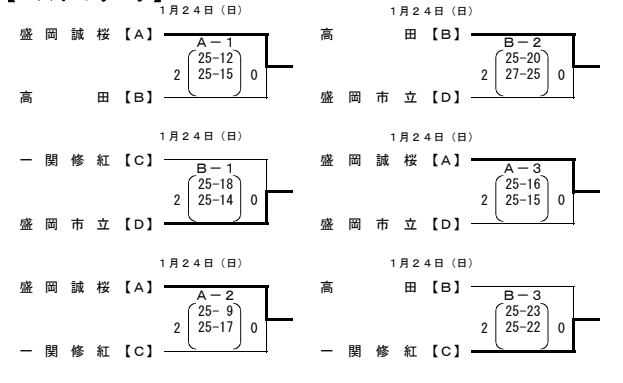 1月24日（日）
盛岡誠桜【A】
A－1
25-12
2 25-15 0
高田【B】
1月24日（日）
高田【B】
B－2
25-20
2 27-25 0
盛岡市立【D】
1月24日（日）
一関修紅【C】
B－1
25-18
2 25-14 0
盛岡市立【D】
1月24日（日）
盛岡誠桜【A】
A－3
25-16
2 25-15 0
盛岡市立【D】
1月24日（日）
盛岡誠桜【A】
A－2
25- 9
2 25-17 0
一関修紅【C】
1月24日（日）
高田【B】
B－3
25-23
2 25-22 0
一関修紅【C】